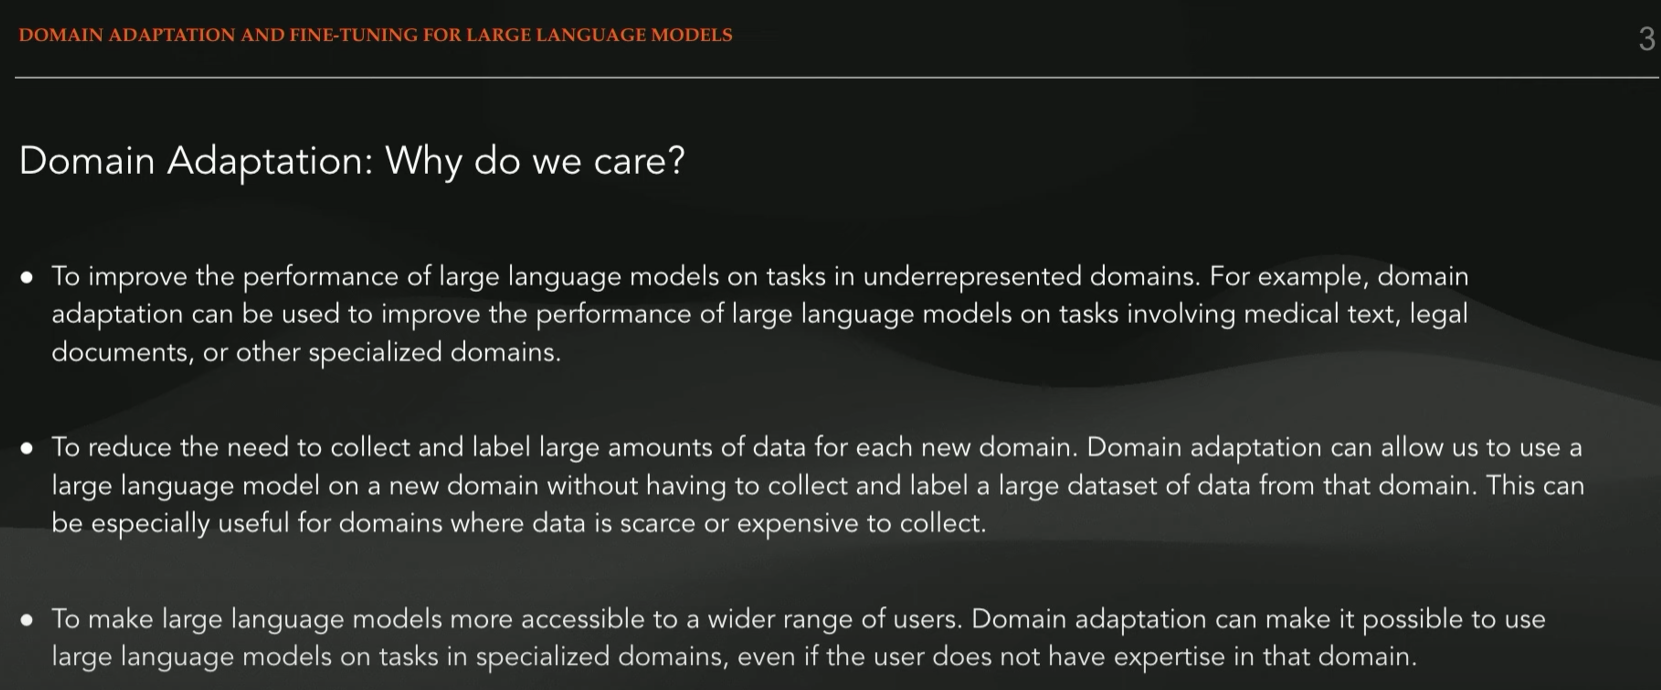 DOMAIN ADAPTATION AND FINE-TUNING FOR LARGE LANGUAGE MODELS
3
Domain Adaptation: Why do we care?
● To improve the performance of large language models on tasks in underrepresented domains. For example, domain
adaptation can be used to improve the performance of large language models on tasks involving medical text, legal
documents, or other specialized domains.
● To reduce the need to collect and label large amounts of data for each new domain. Domain adaptation can allow us to use a
large language model on a new domain without having to collect and label a large dataset of data from that domain. This can
be especially useful for domains where data is scarce or expensive to collect.
● To make large language models more accessible to a wider range of users. Domain adaptation can make it possible to use
large language models on tasks in specialized domains, even if the user does not have expertise in that domain.